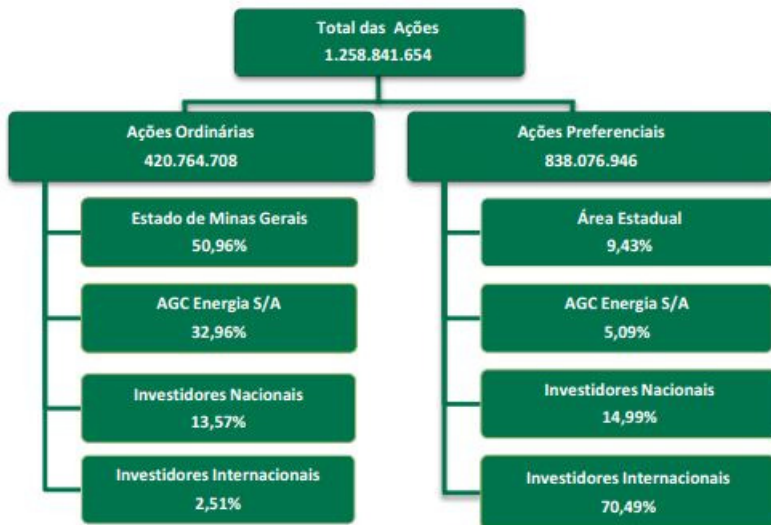 Total das Ações
1.258.841.654
Ações Ordinárias
420.764.708
Estado de Minas Gerais
50,96%
AGC Energia S/A
32,96%
Investidores Nacionais
13,57%
Investidores Internacionais
2,51%
Ações Preferenciais
838.076.946
Área Estadual
9,43%
AGC Energia S/A
5,09%
Investidores Nacionais
14,99%
Investidores Internacionais
70,49%